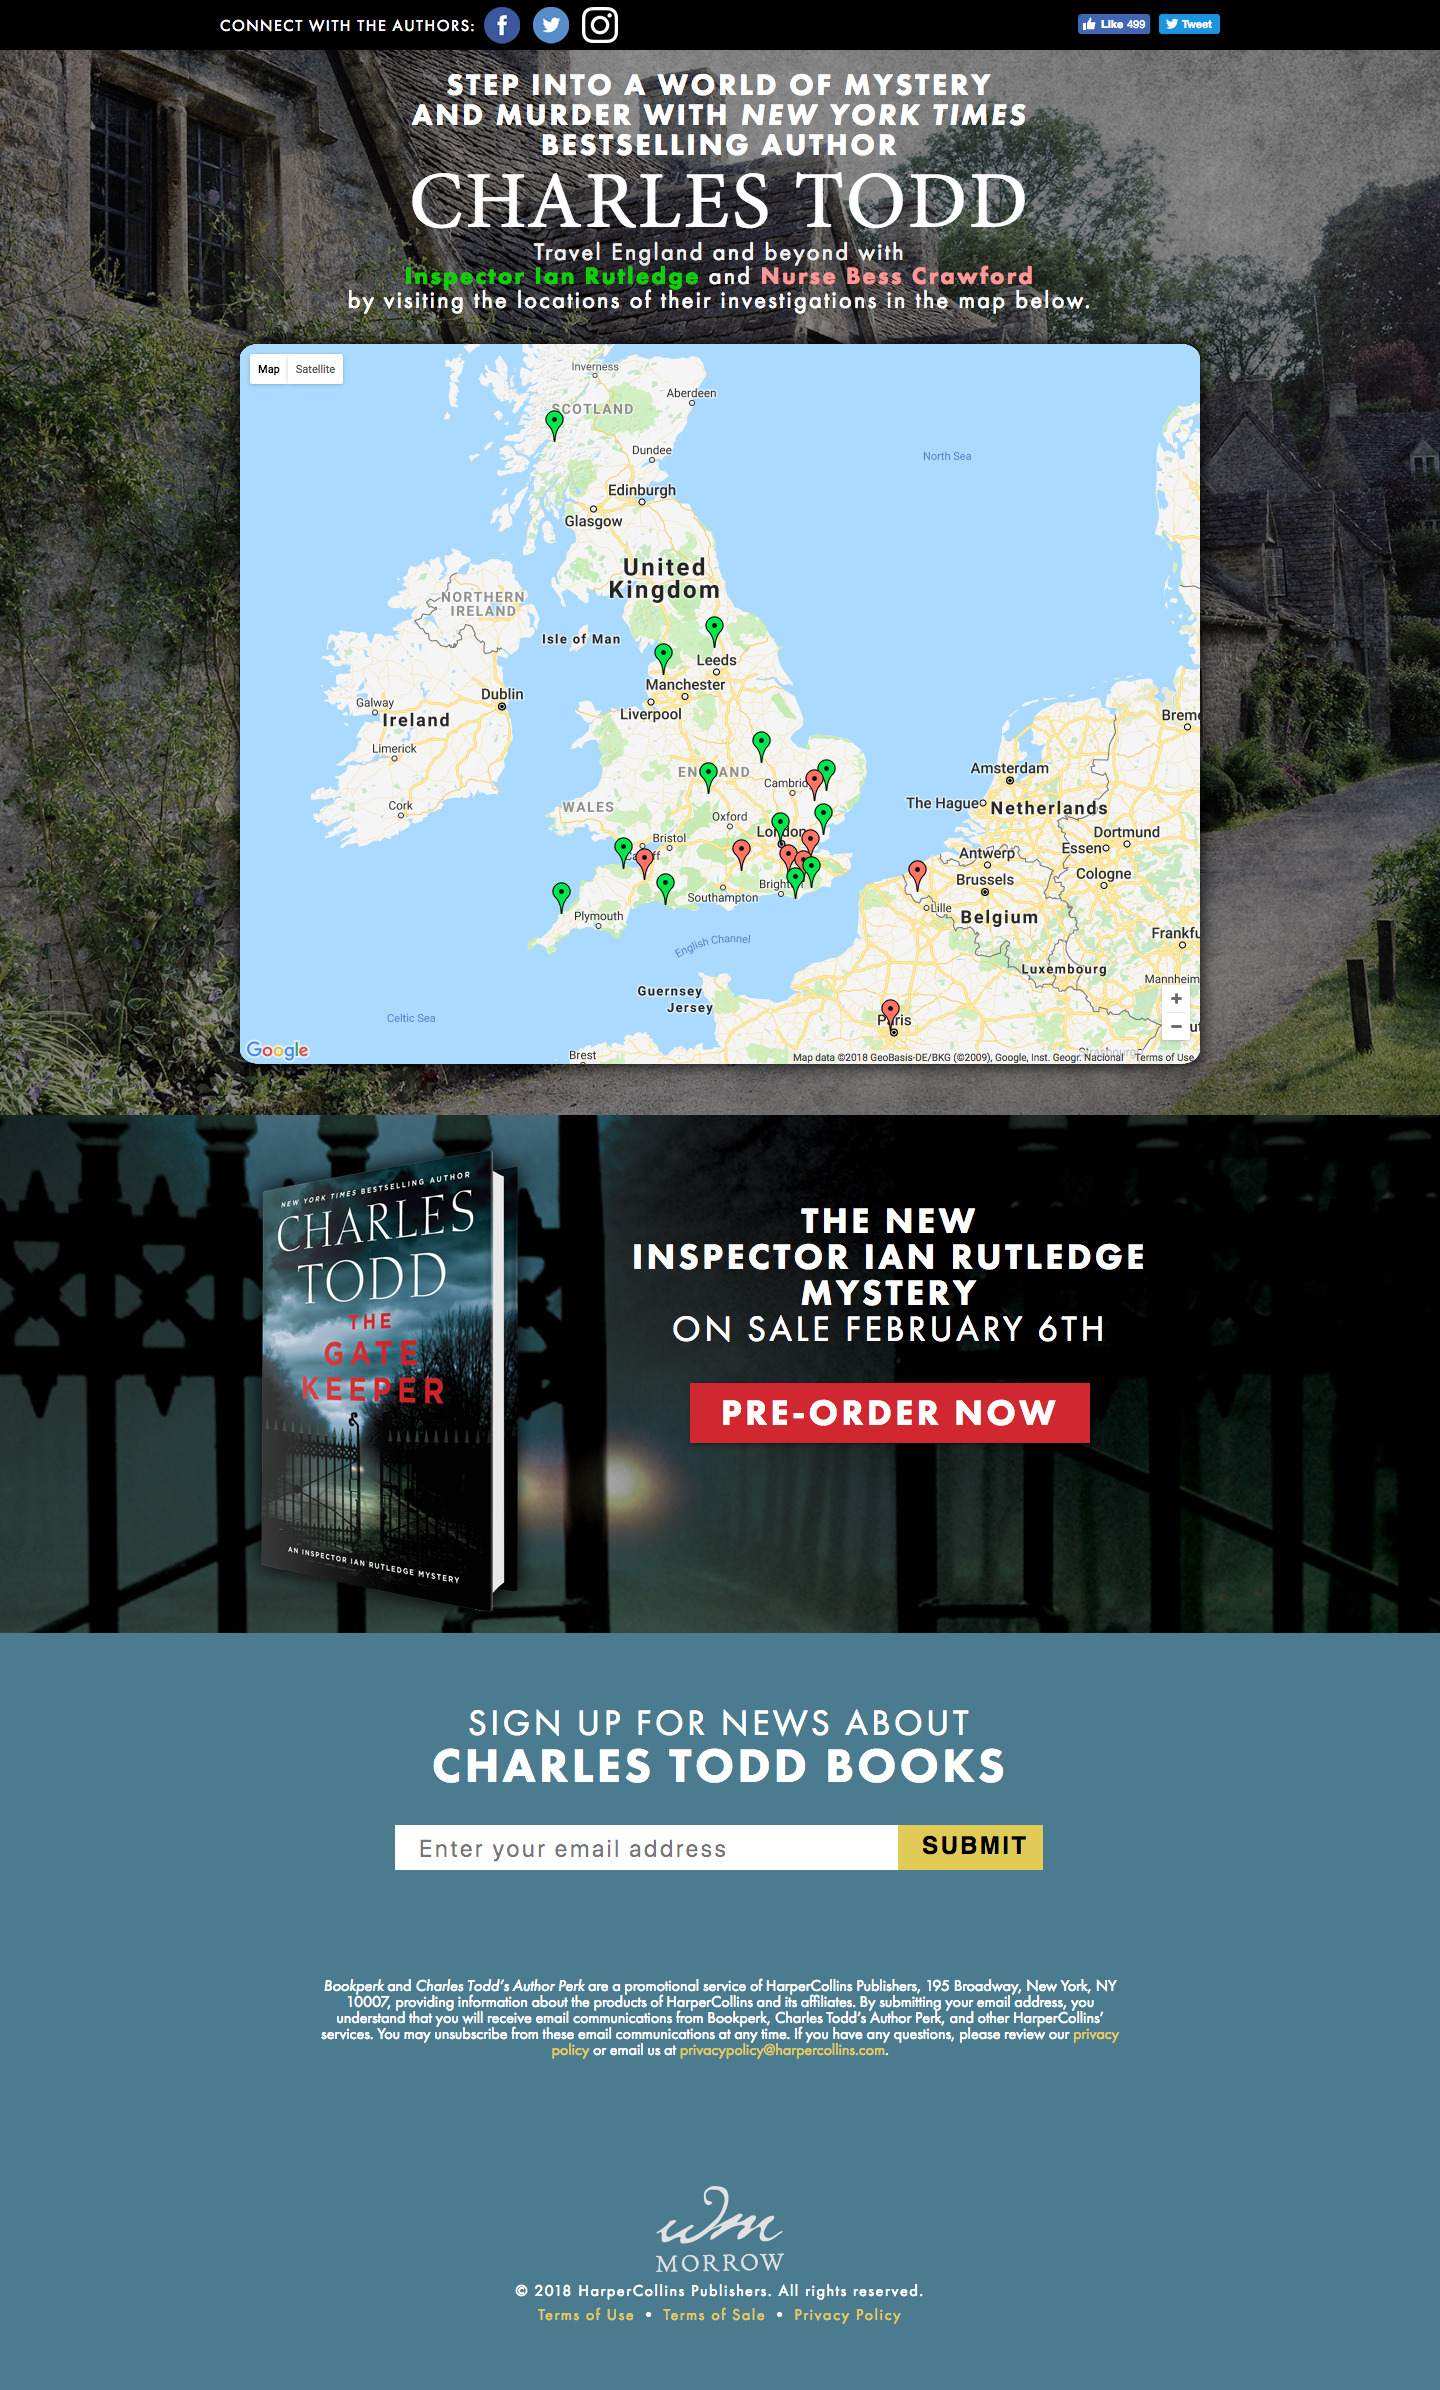 CONNECT WITH THE AUTHORS:
Like 499
Tweet
STEP INTO A WORLD OF MYSTERY
AND MURDER WITH NEW YORK TIMES
BESTSELLING AUTHOR
CHARLES TODD
Travel England and beyond with
Inspector Ian Rutledge and Nurse Bess Crawford
by visiting the locations of their investigations in the map below.
Map Satellite
Inverness
Aberdeen
SCOTLAND
Dundee
North Sea
Edinburgh
Glasgow
United
Kingdom
NORTHERN
IRELAND
Isle of Man
Leeds
Manchester
Dublin
Galway
Liverpool
Ireland
Breme
Limerick
Amsterdam
ENGLAND
Cambrid
The Hague
Netherlands
Cork
WALES
Oxford
London
Dortmund
Bristol
Essen
Antwerp
Cardiff
Brussels
Cologne
Bright
Southampton
Lille
Plymouth
Belgium
Frankfu
English Channel
Luxembourg
Mannheim
Guernsey
Jersey
Celtic Sea
Paris
Strasbourg
Google
Brest
Map data ©2018 GeoBasis-DE/BKG (©2009), Google, Inst. Geogr. Nacional Terms of Use
NEW YORK TIMES BESTSELLING AUTHOR
CHARLES
TODD
THE
GATE
KEEPER
AN INSPECTOR IAN RUTLEDGE MYSTERY
THE NEW
INSPECTOR IAN RUTLEDGE
MYSTERY
ON SALE FEBRUARY 6TH
PRE-ORDER NOW
SIGN UP FOR NEWS ABOUT
CHARLES TODD BOOKS
Enter your email address
SUBMIT
Bookperk and Charles Todd's Author Perk are a promotional service of HarperCollins Publishers, 195 Broadway, New York, NY
10007, providing information about the products of HarperCollins and its affiliates. By submitting your email address, you
understand that you will receive email communications from Bookperk, Charles Todd's Author Perk, and other HarperCollins'
services. You may unsubscribe from these email communications at any time. If you have any questions, please review our privacy
policy or email us at privacypolicy@harpercollins.com.
wm
MORROW
© 2018 HarperCollins Publishers. All rights reserved.
Terms of Use • Terms of Sale • Privacy Policy